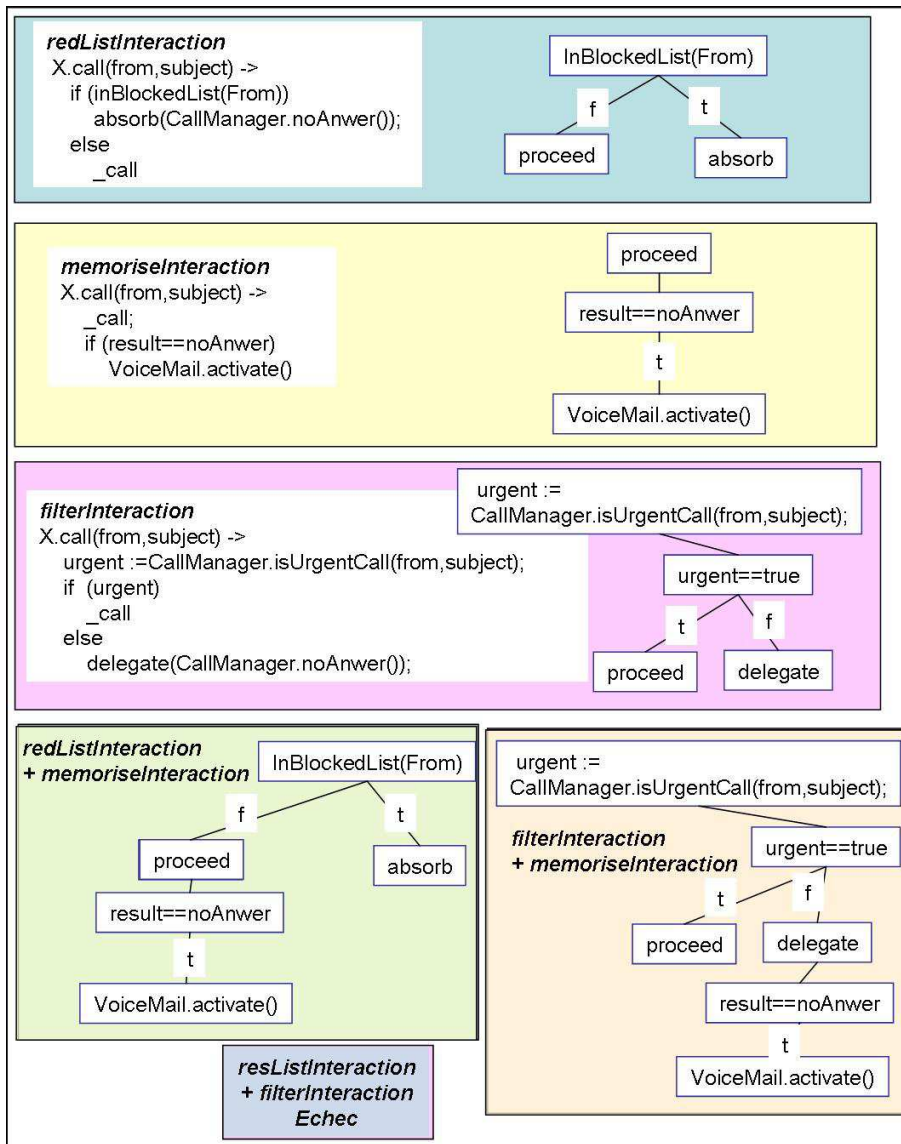 redListInteraction
X.call(from,subject) ->
if (inBlockedList(From))
absorb(CallManager.noAnwer());
else
_call
InBlockedList(From)
f
t
proceed
absorb
memoriseInteraction
X.call(from,subject) ->
_call;
if (result==noAnwer)
VoiceMail.activate()
proceed
result==noAnwer
t
VoiceMail.activate()
filterInteraction
X.call(from,subject) ->
urgent :=CallManager.isUrgentCall(from,subject);
if (urgent)
_call
else
delegate(CallManager.noAnwer());
urgent :=
CallManager.isUrgentCall(from,subject);
urgent==true
t
f
proceed
delegate
redListInteraction
+ memoriseInteraction
InBlockedList(From)
f
t
proceed
absorb
result==noAnwer
t
VoiceMail.activate()
urgent :=
CallManager.isUrgentCall(from,subject);
filterInteraction
+ memoriseInteraction
urgent==true
t
f
proceed
delegate
result==noAnwer
t
VoiceMail.activate()
resListInteraction
+ filterInteraction
Echec